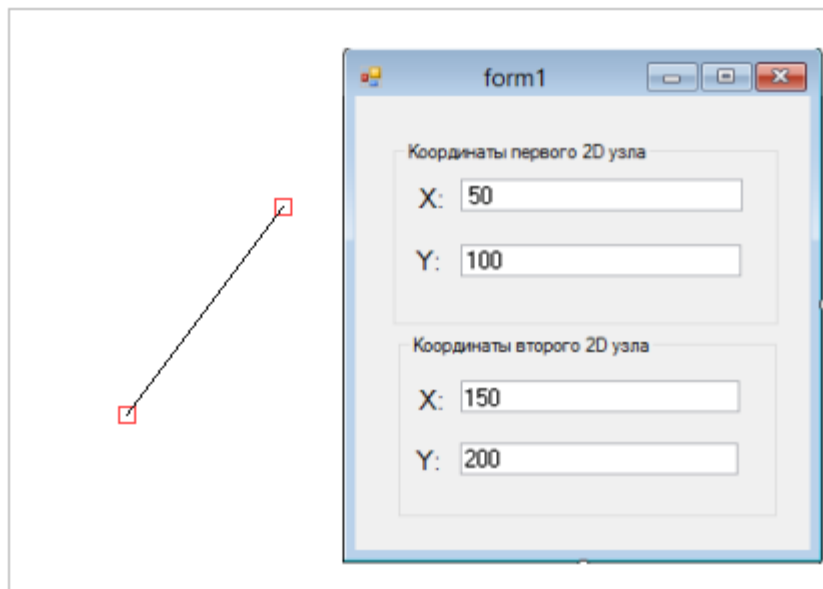 form1
Координаты первого 2D узла
X: 50
Y: 100
Координаты второго 2D узла
X: 150
Y: 200